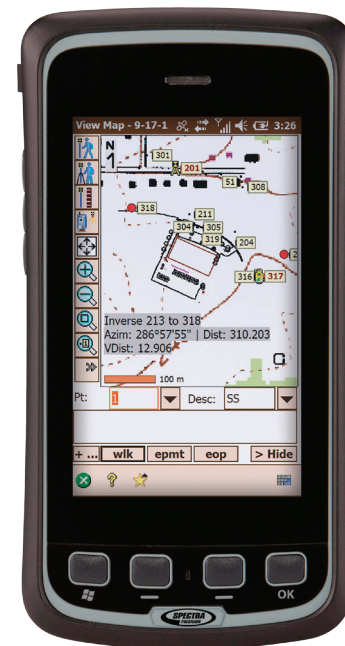 View Map - 9-17-1 3:26
N
301
201
51 308
318
211
304 305
319 204
2
316 317
Inverse 213 to 318
Azim: 286°57'55" | Dist: 310.203
VDist: 12.906
100 m
Pt: 1 Desc: SS
+ ... wlk epmt eop > Hide
OK
SPECTRA
PRECISION